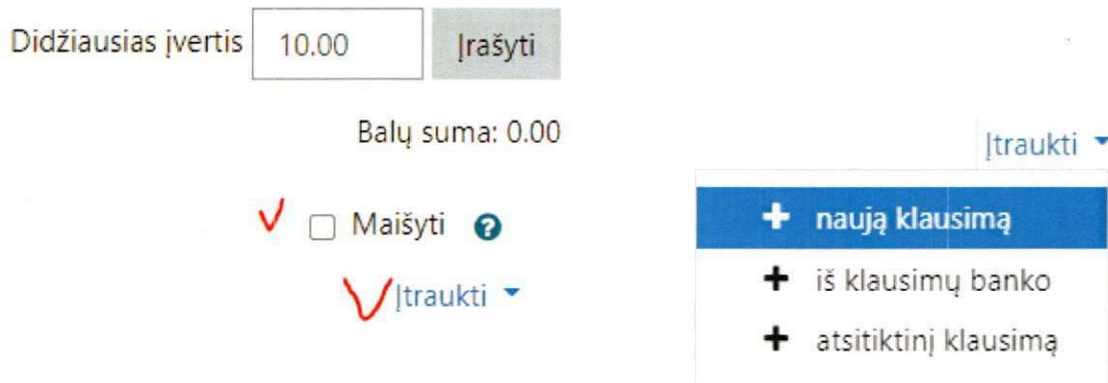 Didžiausias įvertis 10.00 Įrašyti
Balų suma: 0.00
Maišyti ?
Įtraukti
Įtraukti
naują klausimą
iš klausimų banko
atsitiktinį klausimą